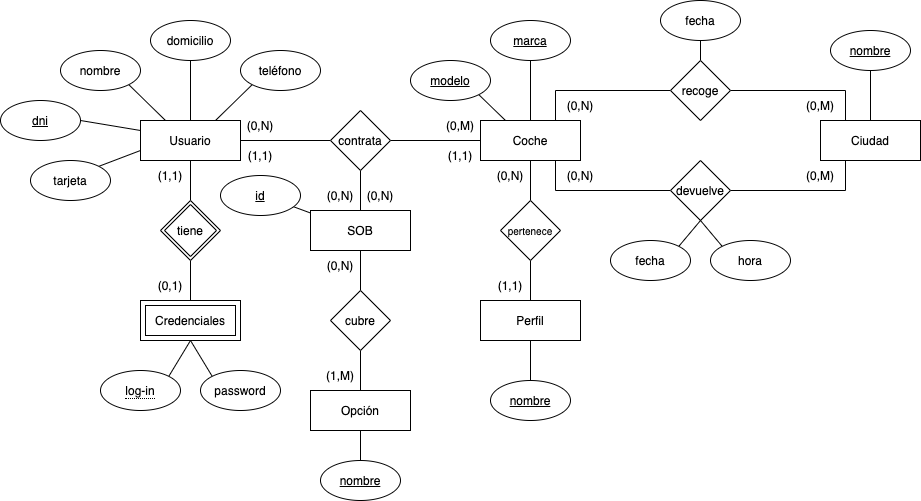 fecha
domicilio
marca
nombre
nombre
teléfono
modelo
recoge
(0,N)
(0,M)
dni
(0,N)
(0,M)
Usuario
contrata
Coche
Ciudad
(1,1)
(1,1)
(1,1)
(0,N)
(0,N)
(0,M)
tarjeta
id
(0,N)
(0,N)
devuelve
tiene
SOB
pertenece
fecha
hora
(0,N)
(0,1)
(1,1)
Credenciales
cubre
Perfil
(1,M)
log-in
password
nombre
Opción
nombre